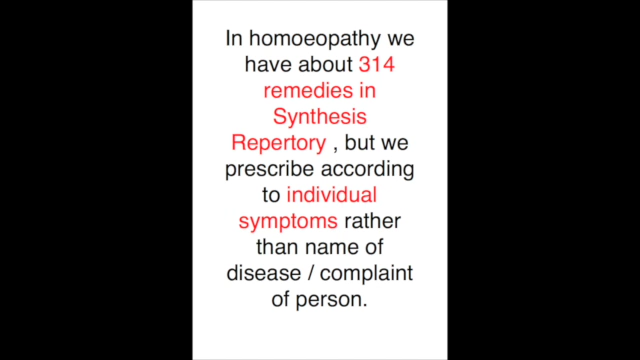 In homoeopathy we
have about 314
remedies in
Synthesis
Repertory , but we
prescribe according
to individual
symptoms rather
than name of
disease / complaint
of person.